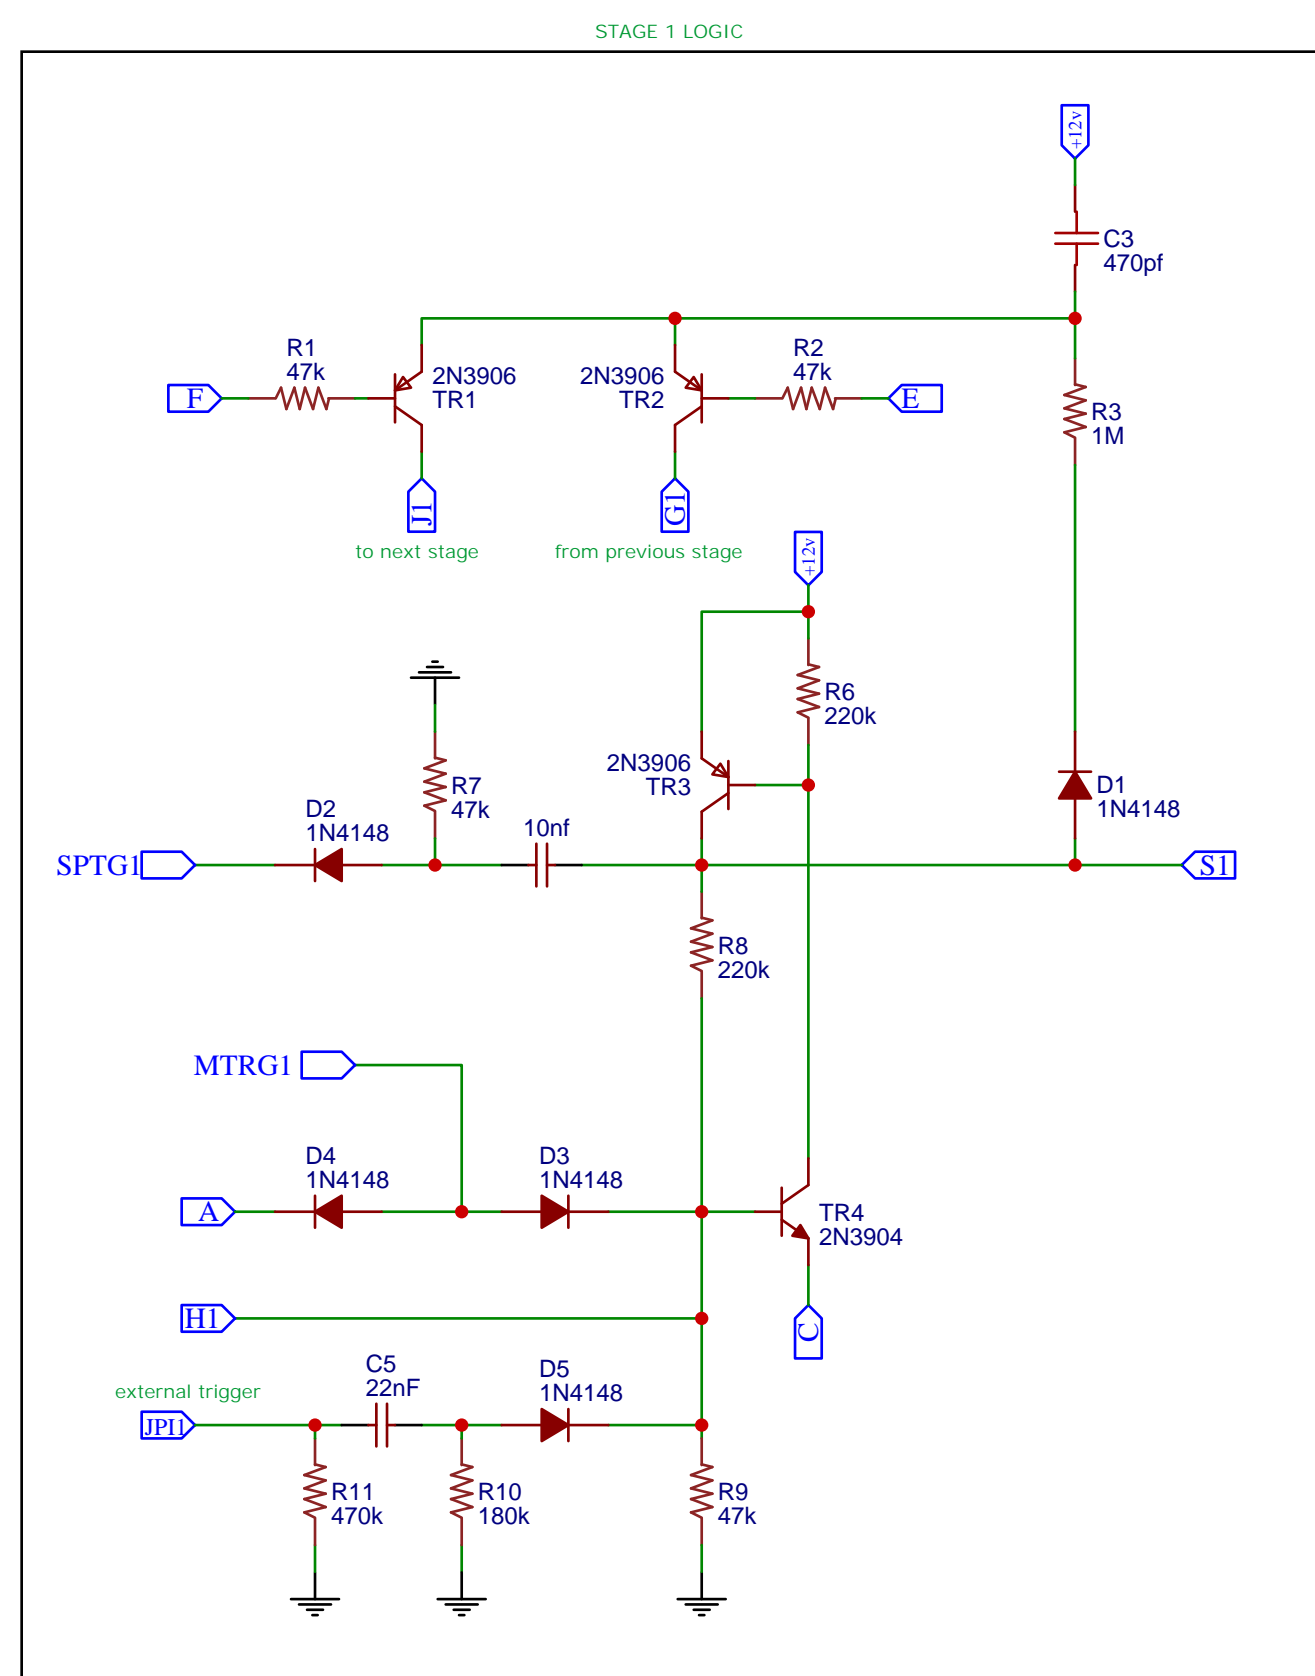 STAGE 1 LOGIC
+12v
C3
470pf
R1
47k
F
2N3906
TR1
J1
to next stage
2N3906
TR2
G1
from previous stage
R2
47k
E
R3
1M
+12v
R6
220k
2N3906
TR3
R7
47k
D2
1N4148
SPTG1
10nf
D1
1N4148
S1
R8
220k
MTRG1
D4
1N4148
A
D3
1N4148
TR4
2N3904
C
H1
external trigger
JPI1
C5
22nF
D5
1N4148
R11
470k
R10
180k
R9
47k